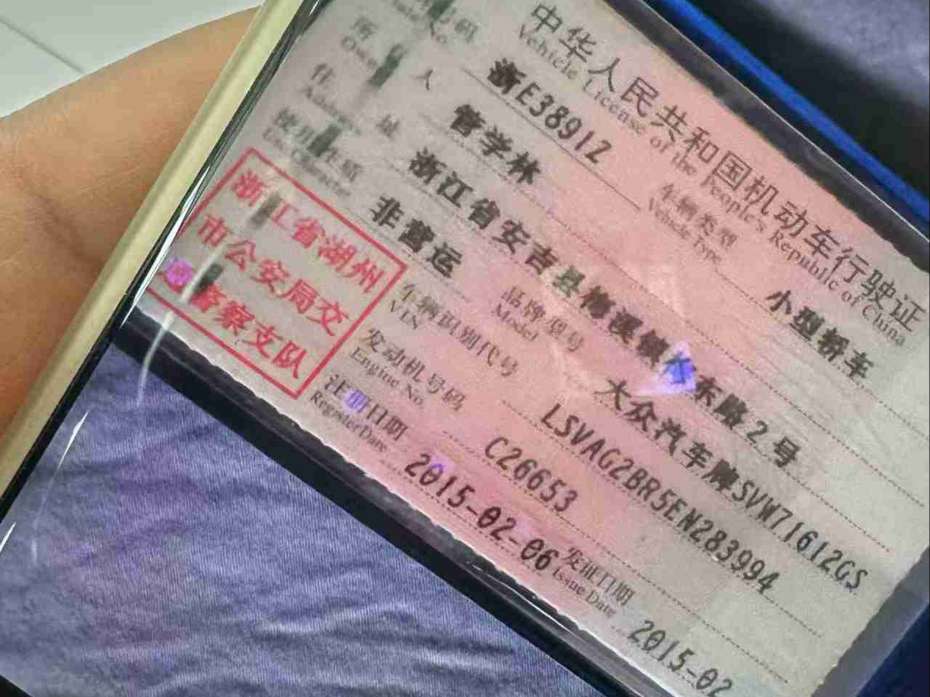 中华人民共和国机动车行驶证
Vehicle License of the People's Republic of China
号码 浙E38912 车辆类型 小型轿车
No. Vehicle Type
所 人 管学林
住 址 浙江省安吉县梅溪镇 东路2号
Address
使用性质 非营运 品牌型号 大众汽车牌SVW71612GS
Use Character Model
浙江省湖州
市公安局交
通警察支队
车辆识别代号 LSVAG2BR5EN283994
VIN
发动机号码 C26653
Engine No.
注册日期 2015-02-06 发证日期 2015-02
Register Date Issue Date